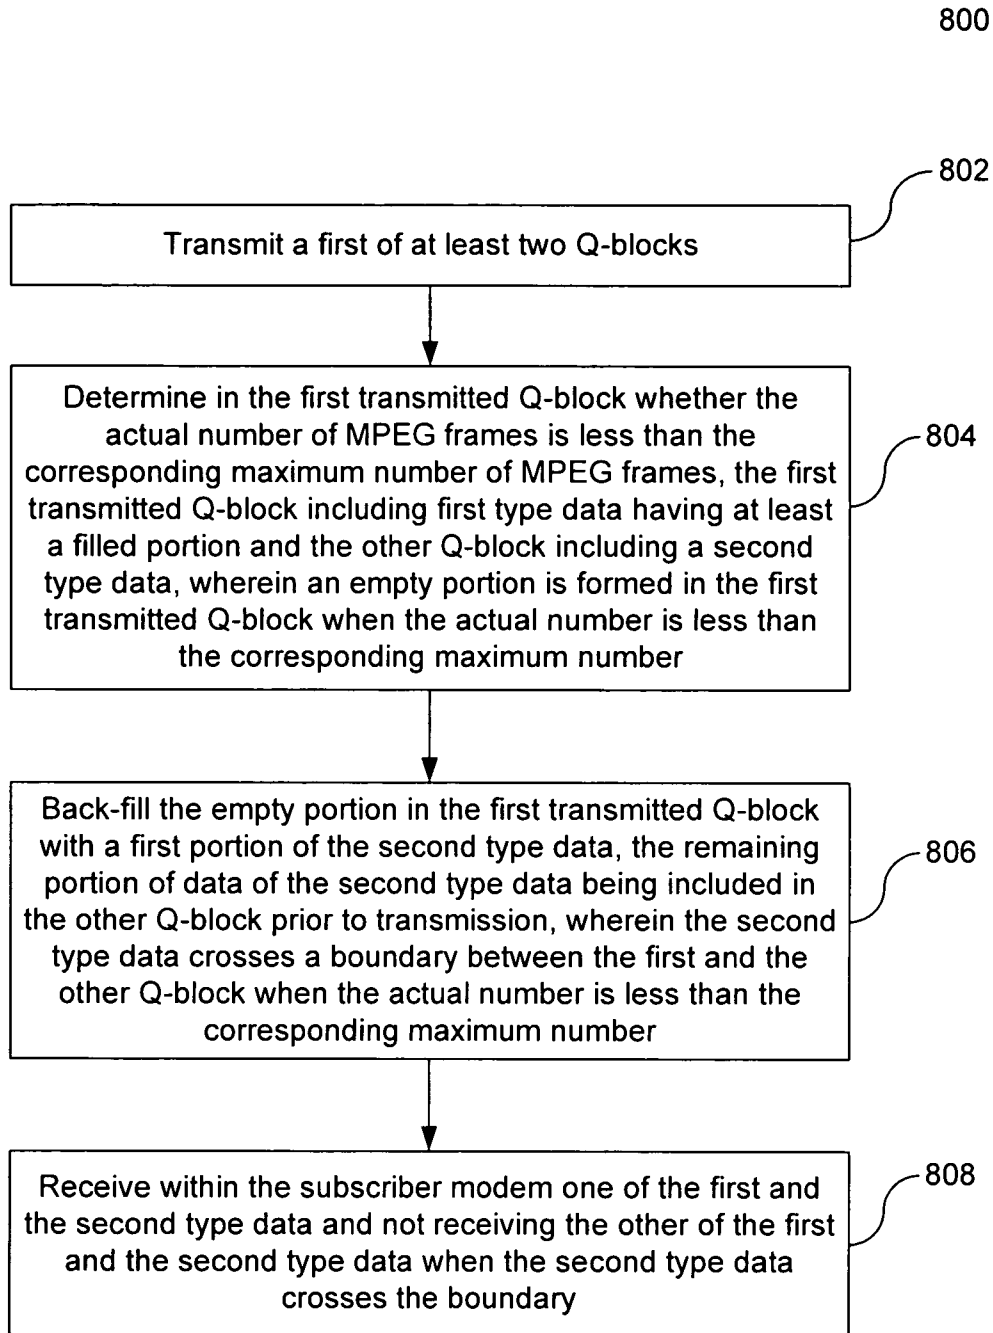 800
802
Transmit a first of at least two Q-blocks
Determine in the first transmitted Q-block whether the
actual number of MPEG frames is less than the
corresponding maximum number of MPEG frames, the first
transmitted Q-block including first type data having at least
a filled portion and the other Q-block including a second
type data, wherein an empty portion is formed in the first
transmitted Q-block when the actual number is less than
the corresponding maximum number
804
Back-fill the empty portion in the first transmitted Q-block
with a first portion of the second type data, the remaining
portion of data of the second type data being included in
the other Q-block prior to transmission, wherein the second
type data crosses a boundary between the first and the
other Q-block when the actual number is less than the
corresponding maximum number
806
Receive within the subscriber modem one of the first and
the second type data and not receiving the other of the first
and the second type data when the second type data
crosses the boundary
808